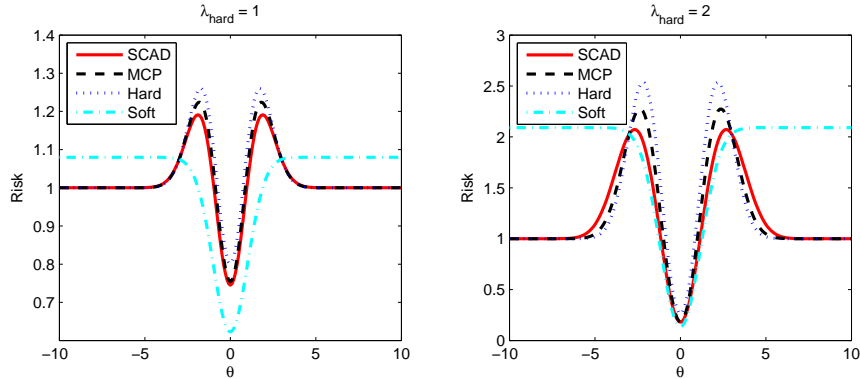 λhard = 1
1.4
1.3
1.2
1.1
1
0.9
0.8
0.7
Risk
SCAD
MCP
Hard
Soft
−10
−5
0
5
10
θ
λhard = 2
3
2.5
2
1.5
1
0.5
0
Risk
SCAD
MCP
Hard
Soft
−10
−5
0
5
10
θ